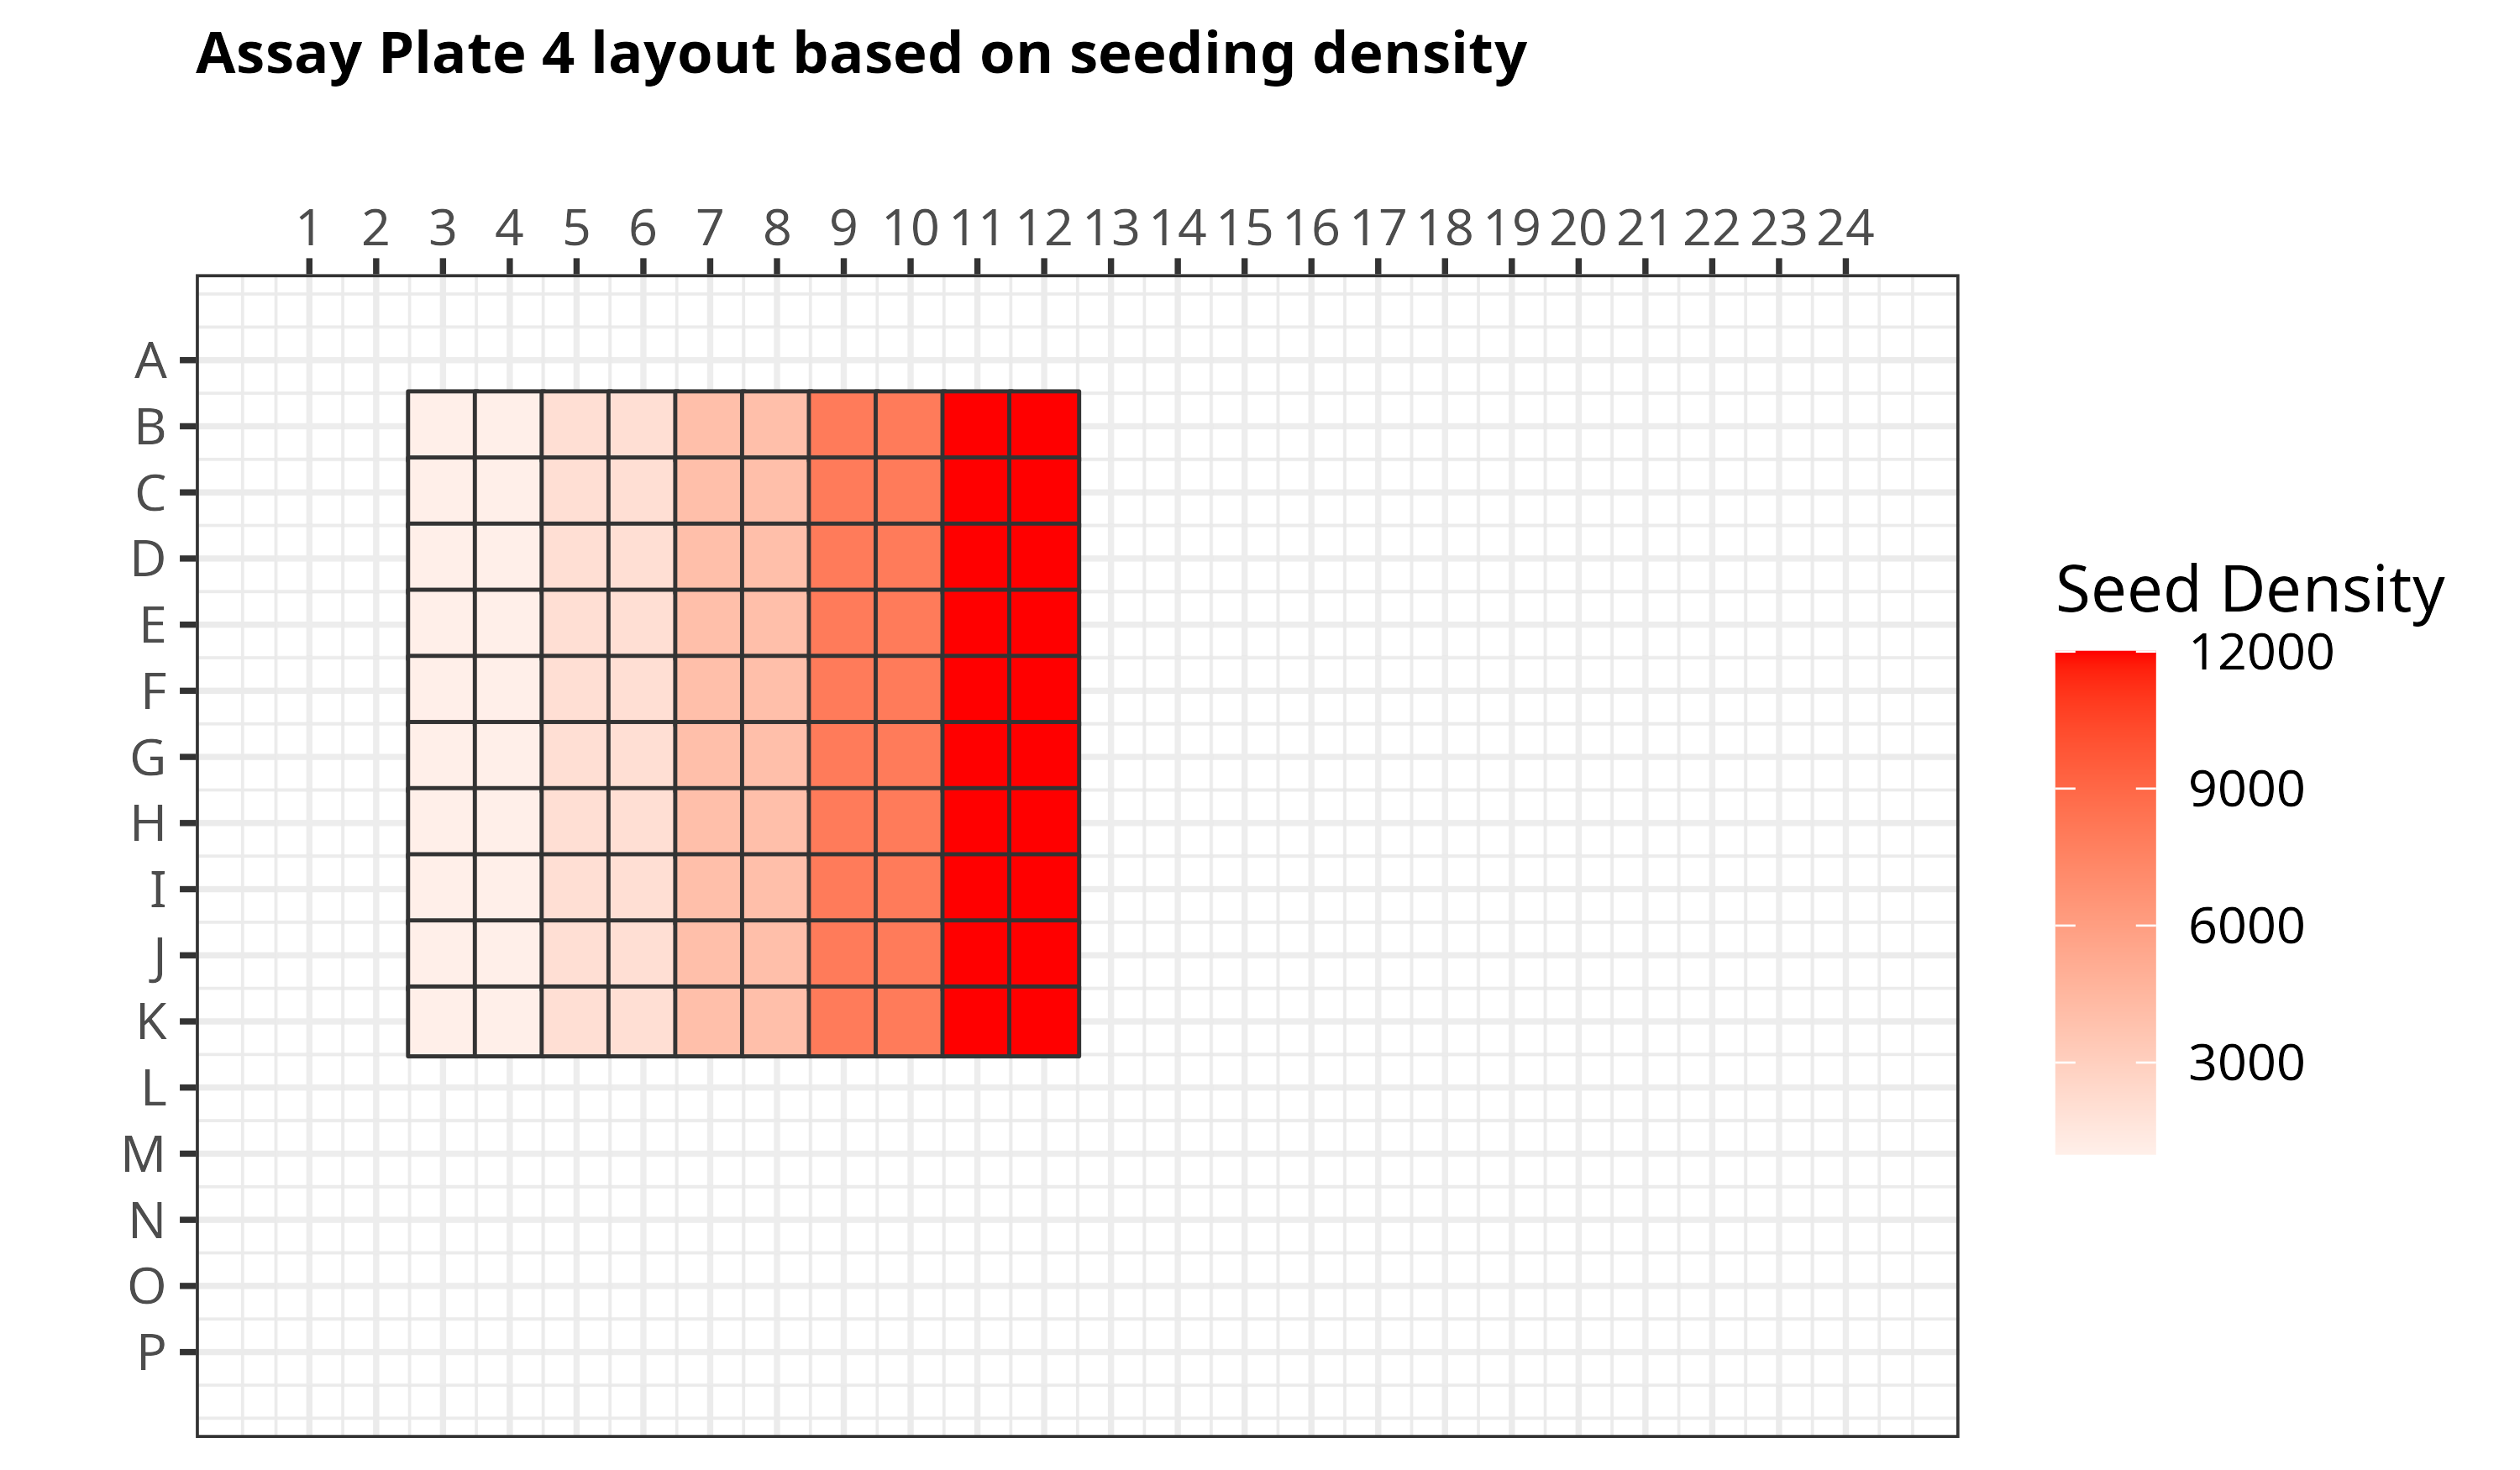 Assay Plate 4 layout based on seeding density
1 2 3 4 5 6 7 8 9 10 11 12 13 14 15 16 17 18 19 20 21 22 23 24
A
B
C
D
E
F
G
H
I
J
K
L
M
N
O
P
Seed Density
12000
9000
6000
3000